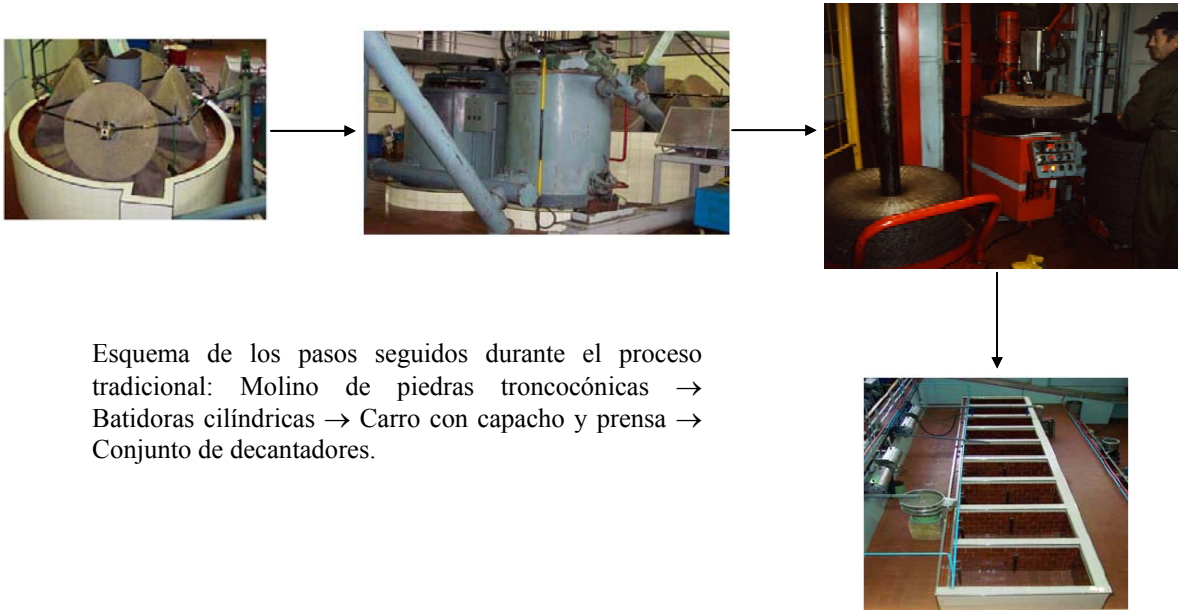 Esquema de los pasos seguidos durante el proceso
tradicional: Molino de piedras troncocónicas →
Batidoras cilíndricas → Carro con capacho y prensa →
Conjunto de decantadores.